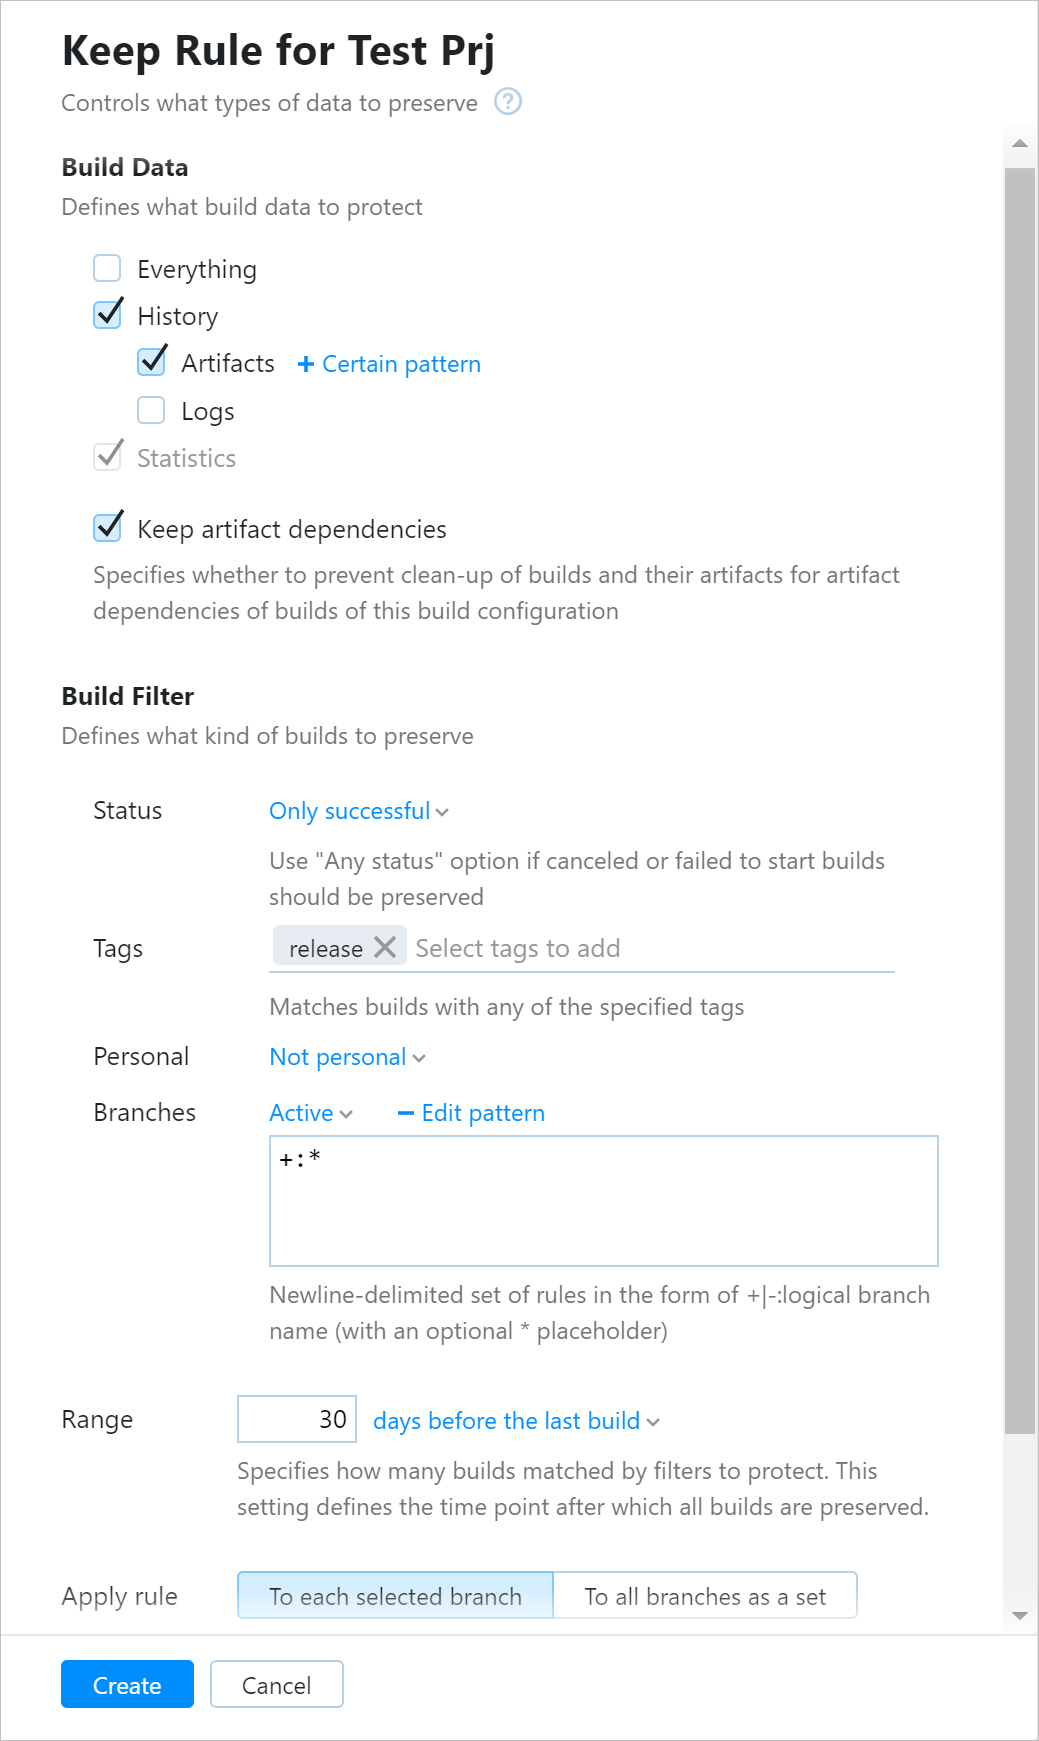 Keep Rule for Test Prj
Controls what types of data to preserve ?
Build Data
Defines what build data to protect
Everything
History
Artifacts + Certain pattern
Logs
Statistics
Keep artifact dependencies
Specifies whether to prevent clean-up of builds and their artifacts for artifact
dependencies of builds of this build configuration
Build Filter
Defines what kind of builds to preserve
Status Only successful
Use "Any status" option if canceled or failed to start builds
should be preserved
Tags release Select tags to add
Matches builds with any of the specified tags
Personal Not personal
Branches Active − Edit pattern
+:*
Newline-delimited set of rules in the form of +|-:logical branch
name (with an optional * placeholder)
Range 30 days before the last build
Specifies how many builds matched by filters to protect. This
setting defines the time point after which all builds are preserved.
Apply rule To each selected branch To all branches as a set
Create Cancel